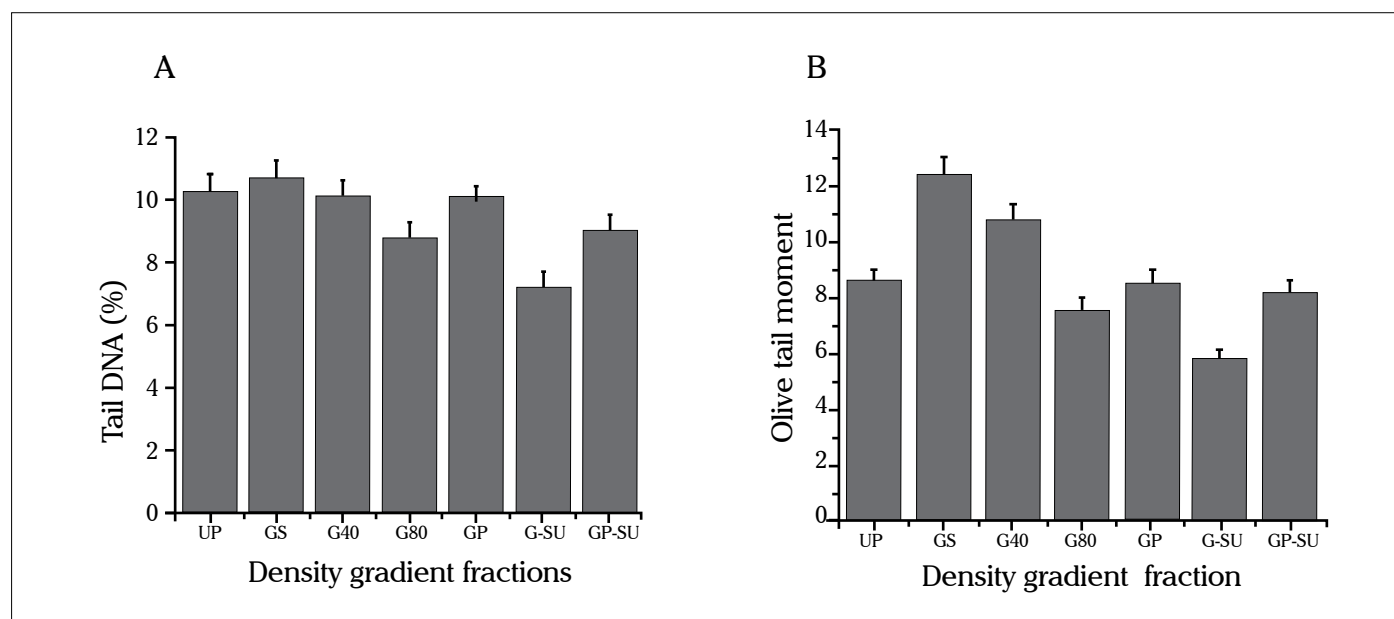 A
Tail DNA (%)
12
10
8
6
4
2
0
UP GS G40 G80 GP G-SU GP-SU
Density gradient fractions
B
Olive tail moment
14
12
10
8
6
4
2
0
UP GS G40 G80 GP G-SU GP-SU
Density gradient fraction